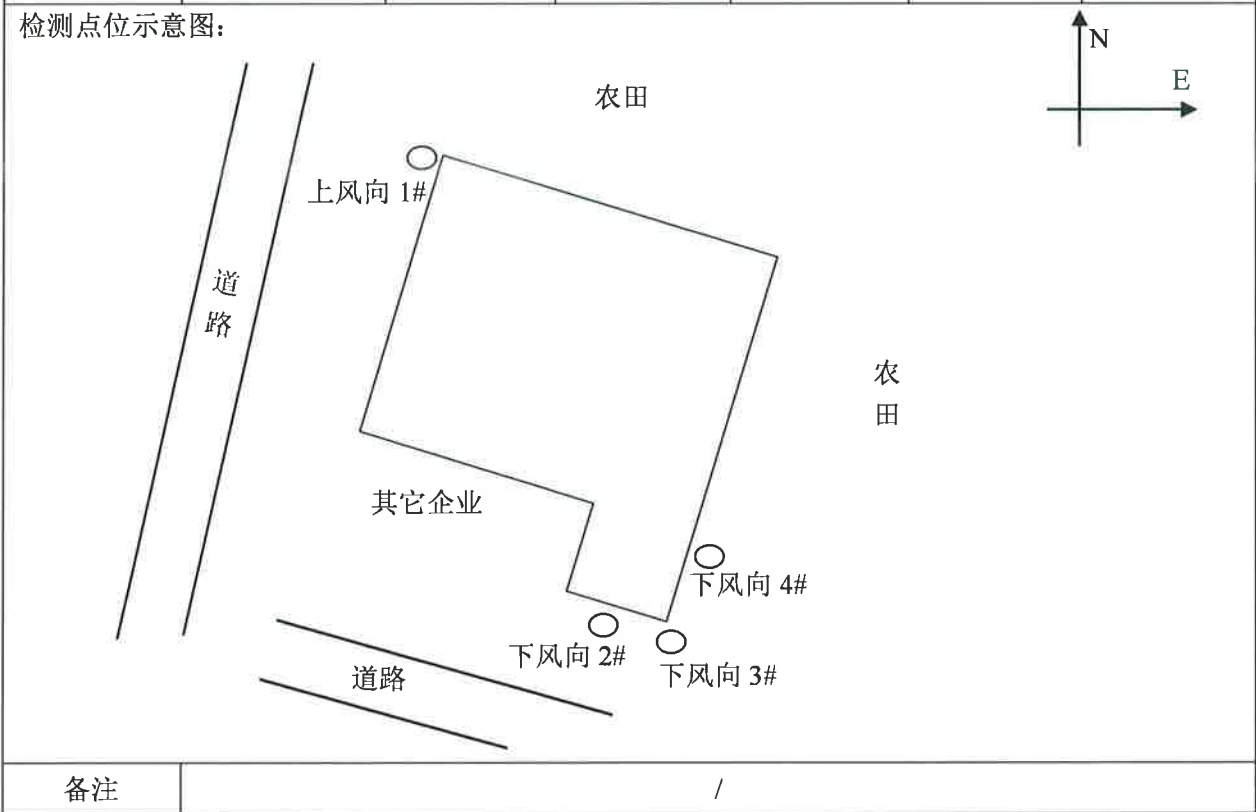 检测点位示意图：
N
E
农田
上风向 1#
道
路
农
田
其它企业
下风向 4#
下风向 2#
下风向 3#
道路
备注
/